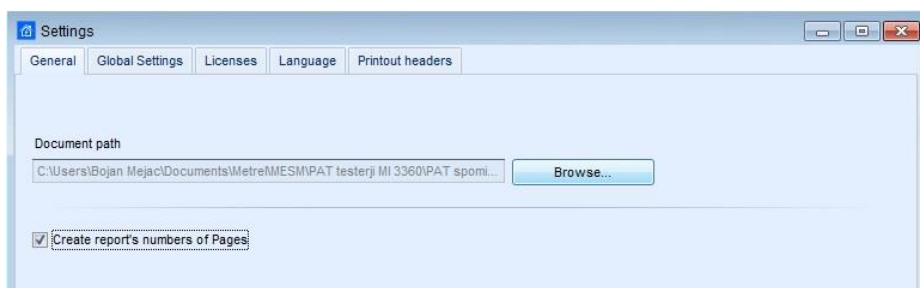 Settings
General Global Settings Licenses Language Printout headers
Document path
C:\Users\Bojan Mejac\Documents\Metrel\MESM\PAT testerji MI 3360\PAT spomi... Browse...
Create report's numbers of Pages